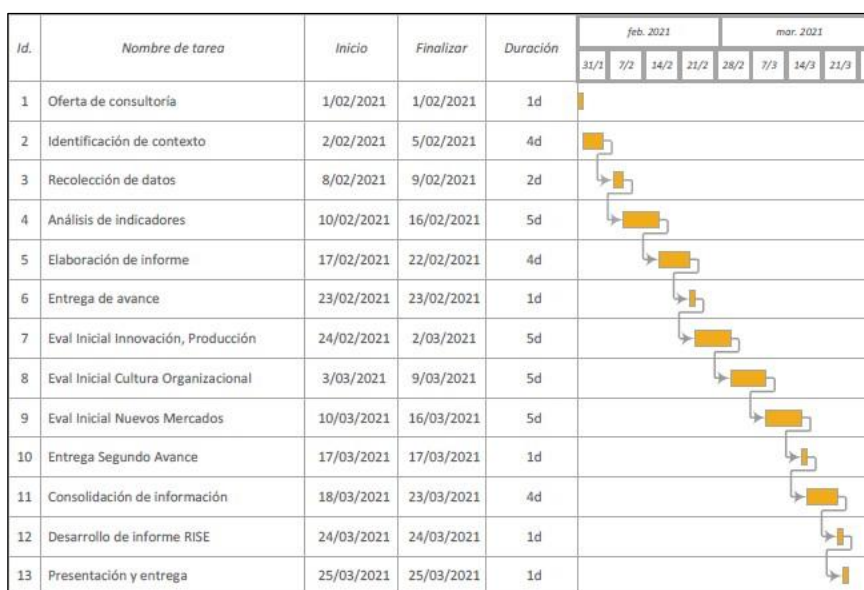 Id. Nombre de tarea Inicio Finalizar Duración feb. 2021 mar. 2021
31/1 7/2 14/2 21/2 28/2 7/3 14/3 21/3
1 Oferta de consultoría 1/02/2021 1/02/2021 1d
2 Identificación de contexto 2/02/2021 5/02/2021 4d
3 Recolección de datos 8/02/2021 9/02/2021 2d
4 Análisis de indicadores 10/02/2021 16/02/2021 5d
5 Elaboración de informe 17/02/2021 22/02/2021 4d
6 Entrega de avance 23/02/2021 23/02/2021 1d
7 Eval Inicial Innovación, Producción 24/02/2021 2/03/2021 5d
8 Eval Inicial Cultura Organizacional 3/03/2021 9/03/2021 5d
9 Eval Inicial Nuevos Mercados 10/03/2021 16/03/2021 5d
10 Entrega Segundo Avance 17/03/2021 17/03/2021 1d
11 Consolidación de información 18/03/2021 23/03/2021 4d
12 Desarrollo de informe RISE 24/03/2021 24/03/2021 1d
13 Presentación y entrega 25/03/2021 25/03/2021 1d